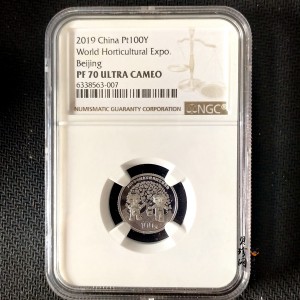 2019 China Pt100Y
World Horticultural Expo.
Beijing
PF 70 ULTRA CAMEO
6338563-007
NUMISMATIC GUARANTY CORPORATION
NGC